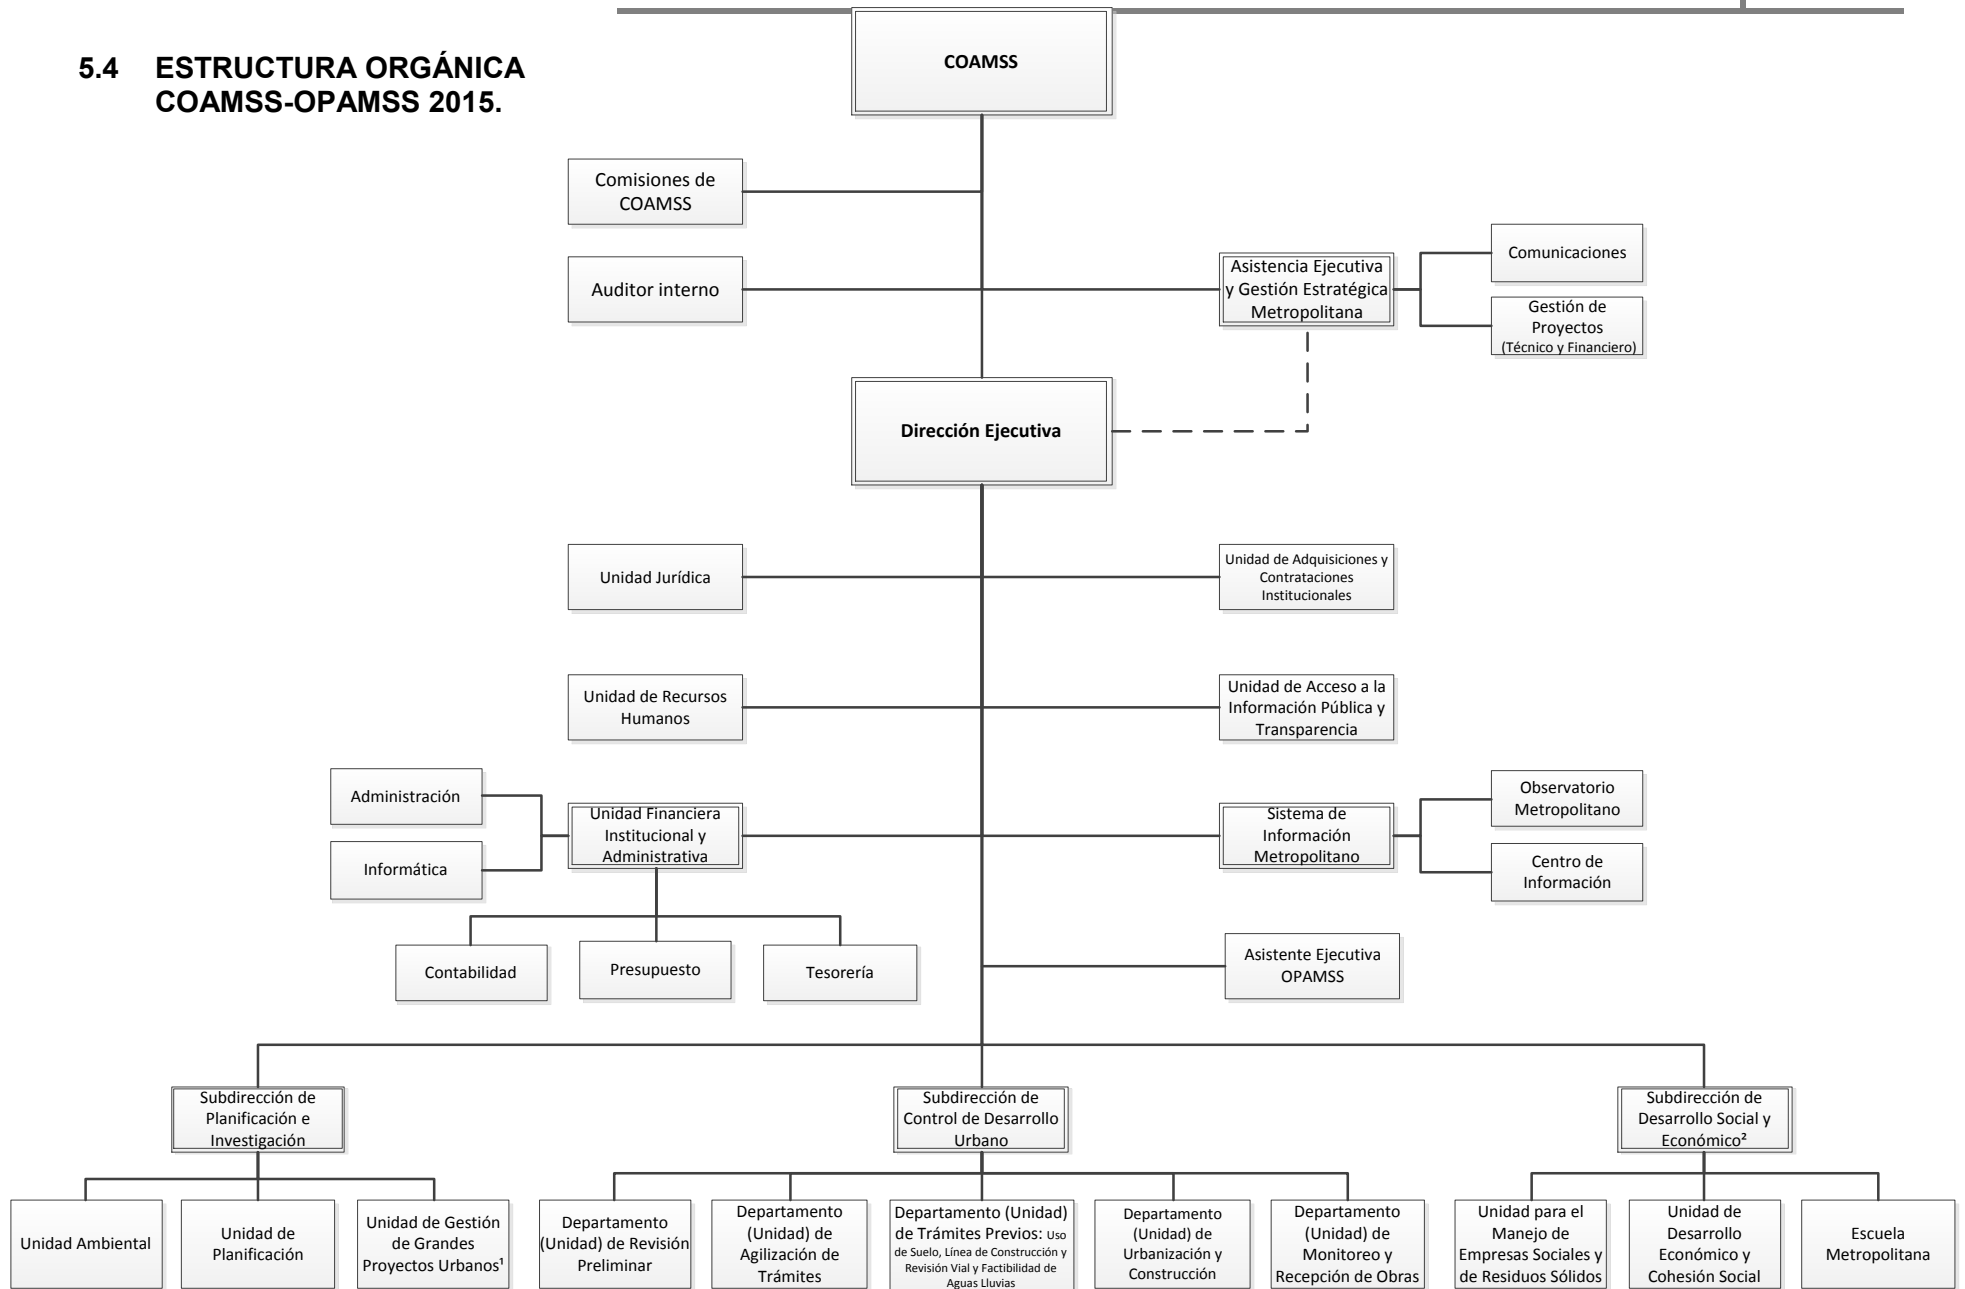 5.4 ESTRUCTURA ORGÁNICA
COAMSS-OPAMSS 2015.
COAMSS
Comisiones de
COAMSS
Auditor interno
Asistencia Ejecutiva
y Gestión Estratégica
Metropolitana
Comunicaciones
Gestión de
Proyectos
(Técnico y Financiero)
Dirección Ejecutiva
Unidad Jurídica
Unidad de Adquisiciones y
Contrataciones
Institucionales
Unidad de Recursos
Humanos
Unidad de Acceso a la
Información Pública y
Transparencia
Administración
Informática
Unidad Financiera
Institucional y
Administrativa
Sistema de
Información
Metropolitano
Observatorio
Metropolitano
Centro de
Información
Contabilidad
Presupuesto
Tesorería
Asistente Ejecutiva
OPAMSS
Subdirección de
Planificación e
Investigación
Subdirección de
Control de Desarrollo
Urbano
Subdirección de
Desarrollo Social y
Económico²
Unidad Ambiental
Unidad de
Planificación
Unidad de Gestión
de Grandes
Proyectos Urbanos¹
Departamento
(Unidad) de Revisión
Preliminar
Departamento
(Unidad) de
Agilización de
Trámites
Departamento (Unidad)
de Trámites Previos: Uso
de Suelo, Línea de Construcción y
Revisión Vial y Factibilidad de
Aguas Lluvias
Departamento
(Unidad) de
Urbanización y
Construcción
Departamento
(Unidad) de
Monitoreo y
Recepción de Obras
Unidad para el
Manejo de
Empresas Sociales y
de Residuos Sólidos
Unidad de
Desarrollo
Económico y
Cohesión Social
Escuela
Metropolitana